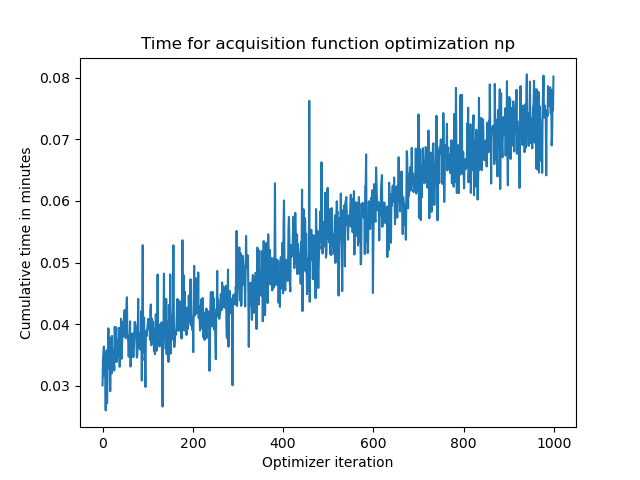 Time for acquisition function optimization np
0.08
0.07
0.06
0.05
0.04
0.03
Cumulative time in minutes
0 200 400 600 800 1000
Optimizer iteration